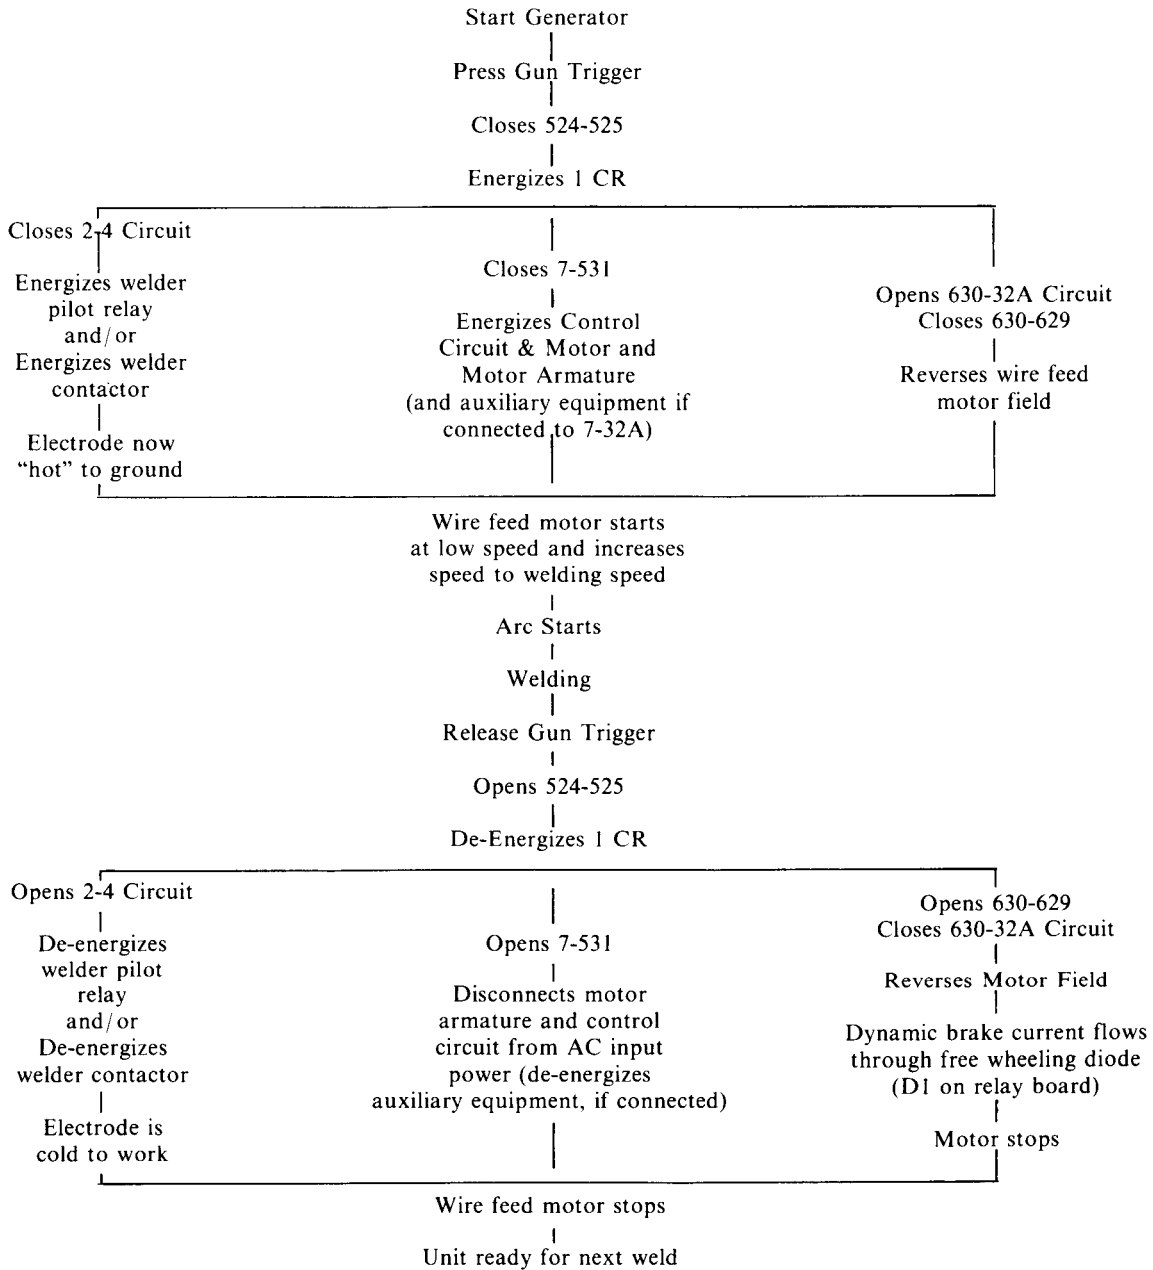 Start Generator
Press Gun Trigger
Closes 524-525
Energizes 1 CR
Closes 2-4 Circuit
Energizes welder
pilot relay
and/or
Energizes welder
contactor
Electrode now
“hot” to ground
Closes 7-531
Energizes Control
Circuit & Motor and
Motor Armature
(and auxiliary equipment if
connected to 7-32A)
Opens 630-32A Circuit
Closes 630-629
Reverses wire feed
motor field
Wire feed motor starts
at low speed and increases
speed to welding speed
Arc Starts
Welding
Release Gun Trigger
Opens 524-525
De-Energizes 1 CR
Opens 2-4 Circuit
De-energizes
welder pilot
relay
and/or
De-energizes
welder contactor
Electrode is
cold to work
Opens 7-531
Disconnects motor
armature and control
circuit from AC input
power (de-energizes
auxiliary equipment, if connected)
Opens 630-629
Closes 630-32A Circuit
Reverses Motor Field
Dynamic brake current flows
through free wheeling diode
(D1 on relay board)
Motor stops
Wire feed motor stops
Unit ready for next weld